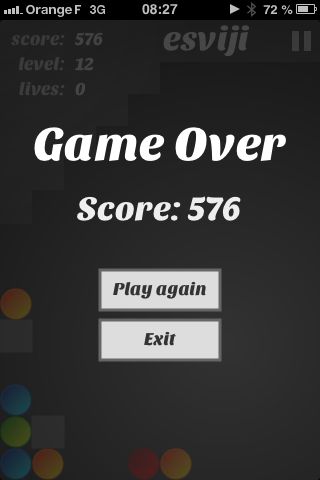 Orange F 3G 08:27 72 %
score: 576
esviji
level: 12
lives: 0
Game Over
Score: 576
Play again
Exit